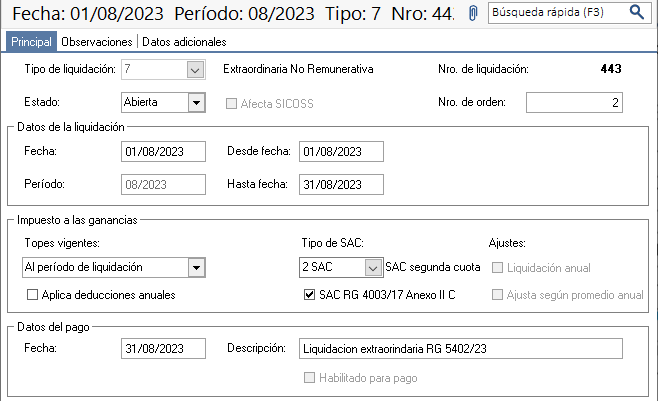 Fecha: 01/08/2023 Período: 08/2023 Tipo: 7 Nro: 44. Búsqueda rápida (F3)
Principal Observaciones Datos adicionales
Tipo de liquidación: 7 Extraordinaria No Remunerativa Nro. de liquidación: 443
Estado: Abierta Afecta SICOSS Nro. de orden: 2
Datos de la liquidación
Fecha: 01/08/2023 Desde fecha: 01/08/2023
Período: 08/2023 Hasta fecha: 31/08/2023
Impuesto a las ganancias
Topes vigentes: Tipo de SAC: Ajustes:
Al período de liquidación 2 SAC SAC segunda cuota Liquidación anual
Aplica deducciones anuales SAC RG 4003/17 Anexo II C Ajusta según promedio anual
Datos del pago
Fecha: 31/08/2023 Descripción: Liquidacion extraorindaria RG 5402/23
Habilitado para pago